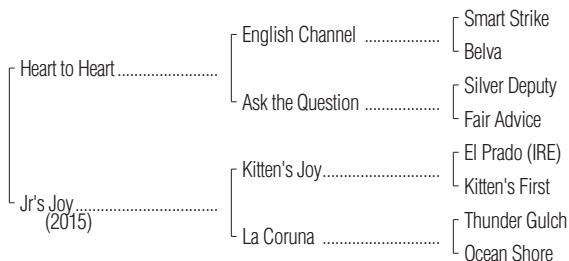 Smart Strike
English Channel ..................
Belva
Heart to Heart ........................
Silver Deputy
Ask the Question ..................
Fair Advice
El Prado (IRE)
Kitten's Joy............................
Kitten's First
Jr's Joy ..................................
(2015)
Thunder Gulch
La Coruna .........................
Ocean Shore